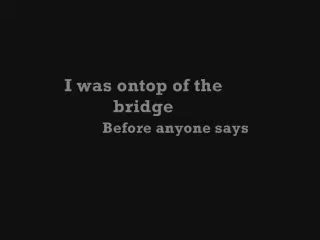 I was ontop of the
bridge
Before anyone says